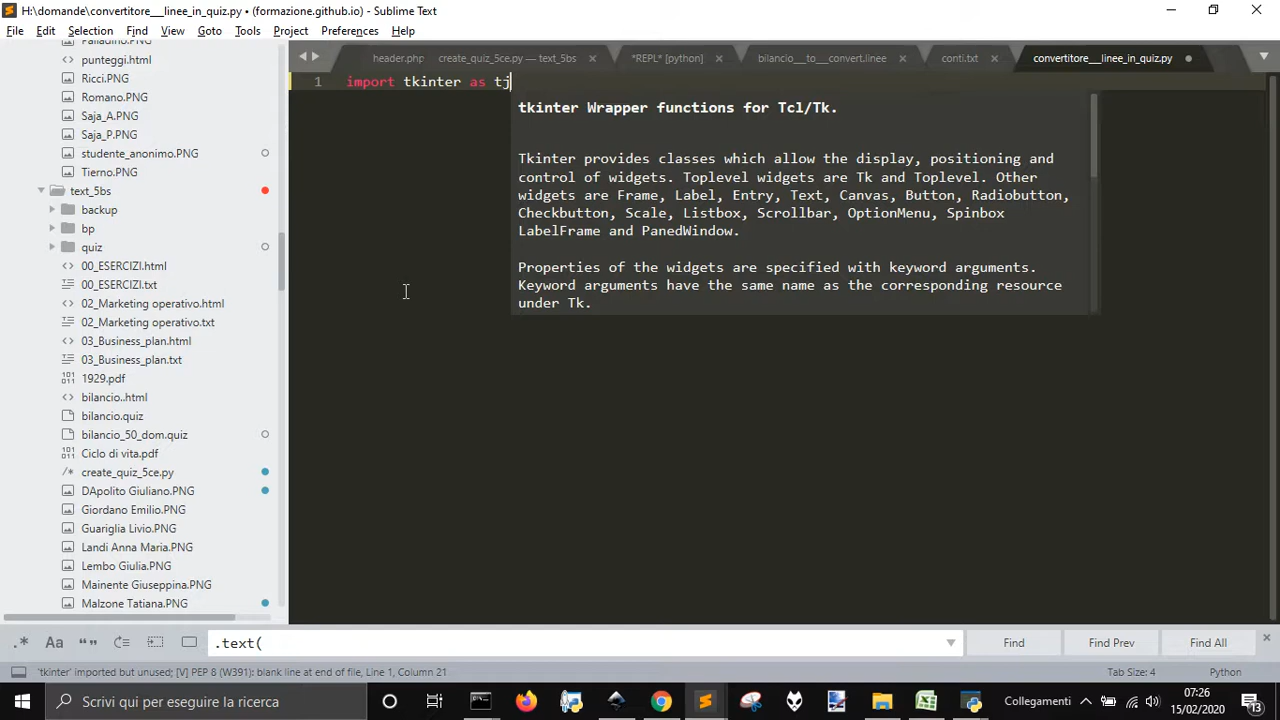 H:\domande\convertitore___linee_in_quiz.py • (formazione.github.io) - Sublime Text
File Edit Selection Find View Goto Tools Project Preferences Help
header.php create_quiz_5ce.py — text_5bs *REPL* [python] bilancio__to__convert.linee conti.txt convertitore__linee_in_quiz.py
Palladino.PNG
punteggi.html
Ricci.PNG
Romano.PNG
Saja_A.PNG
Saja_P.PNG
studente_anonimo.PNG
Tierno.PNG
text_5bs
backup
bp
quiz
00_ESERCIZI.html
00_ESERCIZI.txt
02_Marketing operativo.html
02_Marketing operativo.txt
03_Business_plan.html
03_Business_plan.txt
1929.pdf
bilancio..html
bilancio.quiz
bilancio_50_dom.quiz
Ciclo di vita.pdf
create_quiz_5ce.py
DApolito Giuliano.PNG
Giordano Emilio.PNG
Guariglia Livio.PNG
Landi Anna Maria.PNG
Lembo Giulia.PNG
Mainente Giuseppina.PNG
Malzone Tatiana.PNG
1 import tkinter as tj
tkinter Wrapper functions for Tcl/Tk.
Tkinter provides classes which allow the display, positioning and
control of widgets. Toplevel widgets are Tk and Toplevel. Other
widgets are Frame, Label, Entry, Text, Canvas, Button, Radiobutton,
Checkbutton, Scale, Listbox, Scrollbar, OptionMenu, Spinbox
LabelFrame and PanedWindow.
Properties of the widgets are specified with keyword arguments.
Keyword arguments have the same name as the corresponding resource
under Tk.
.* Aa “” .text( Find Find Prev Find All
'tkinter' imported but unused; [V] PEP 8 (W391): blank line at end of file, Line 1, Column 21 Tab Size: 4 Python
Scrivi qui per eseguire la ricerca Collegamenti 07:26
15/02/2020 13